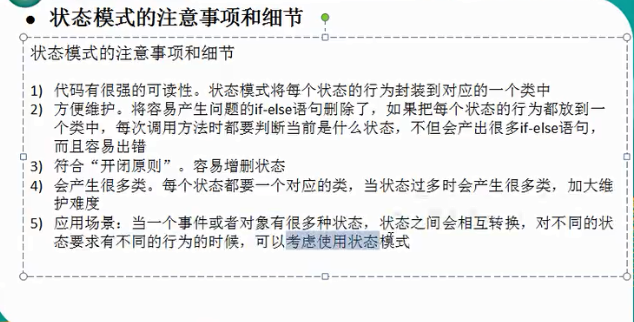 ● 状态模式的注意事项和细节
状态模式的注意事项和细节
1) 代码有很强的可读性。状态模式将每个状态的行为封装到对应的一个类中
2) 方便维护。将容易产生问题的if-else语句删除了，如果把每个状态的行为都放到一
个类中，每次调用方法时都要判断当前是什么状态，不但会产出很多if-else语句，
而且容易出错
3) 符合“开闭原则”。容易增删状态
4) 会产生很多类。每个状态都要一个对应的类，当状态过多时会产生很多类，加大维
护难度
5) 应用场景：当一个事件或者对象有很多种状态，状态之间会相互转换，对不同的状
态要求有不同的行为的时候，可以考虑使用状态模式